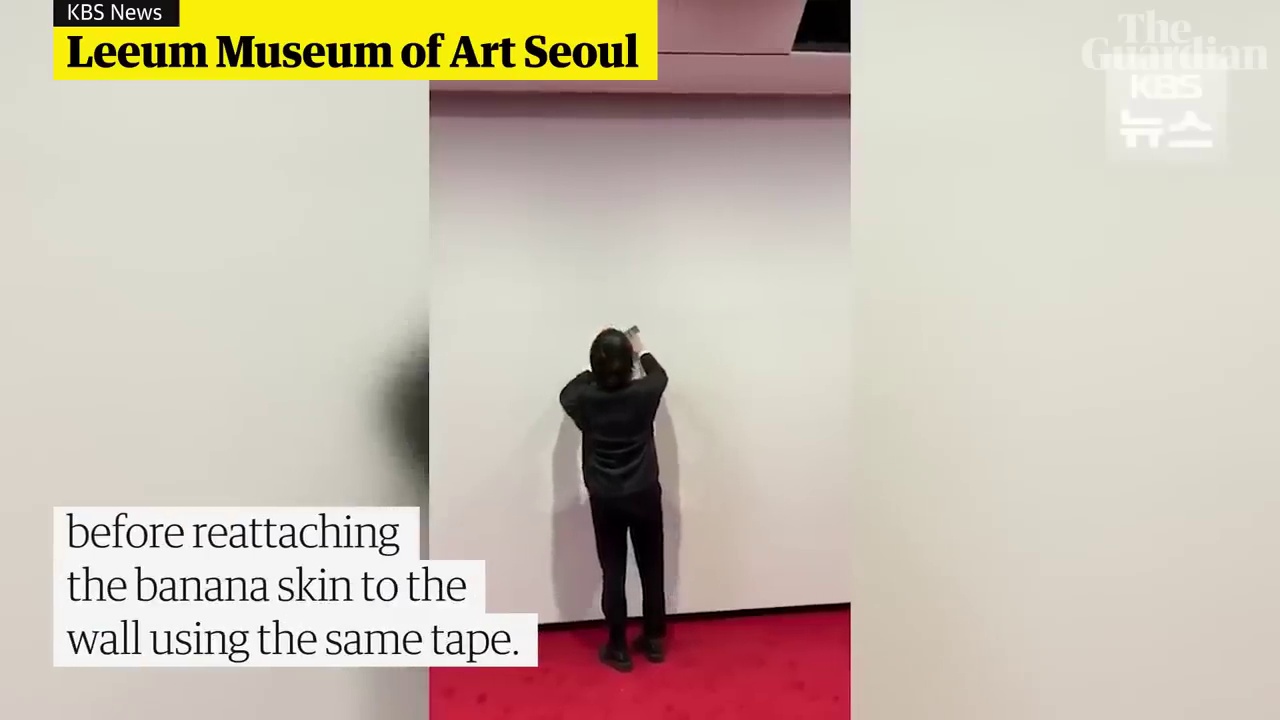 KBS News
Leeum Museum of Art Seoul
The
Guardian
KBS
뉴스
before reattaching
the banana skin to the
wall using the same tape.